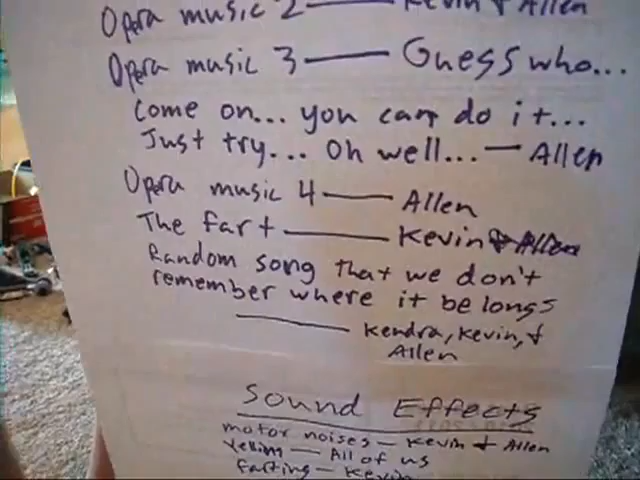 Opera music 2 — Kevin & Allen
Opera music 3 — Guess who...
Come on... you can do it...
Just try... Oh well... — Allen
Opera music 4 — Allen
The fart — Kevin & Allen
Random song that we don't
remember where it belongs
— Kendra, Kevin, &
Allen
Sound Effects
motor noises — Kevin & Allen
Yelling — All of us
farting — Kevin